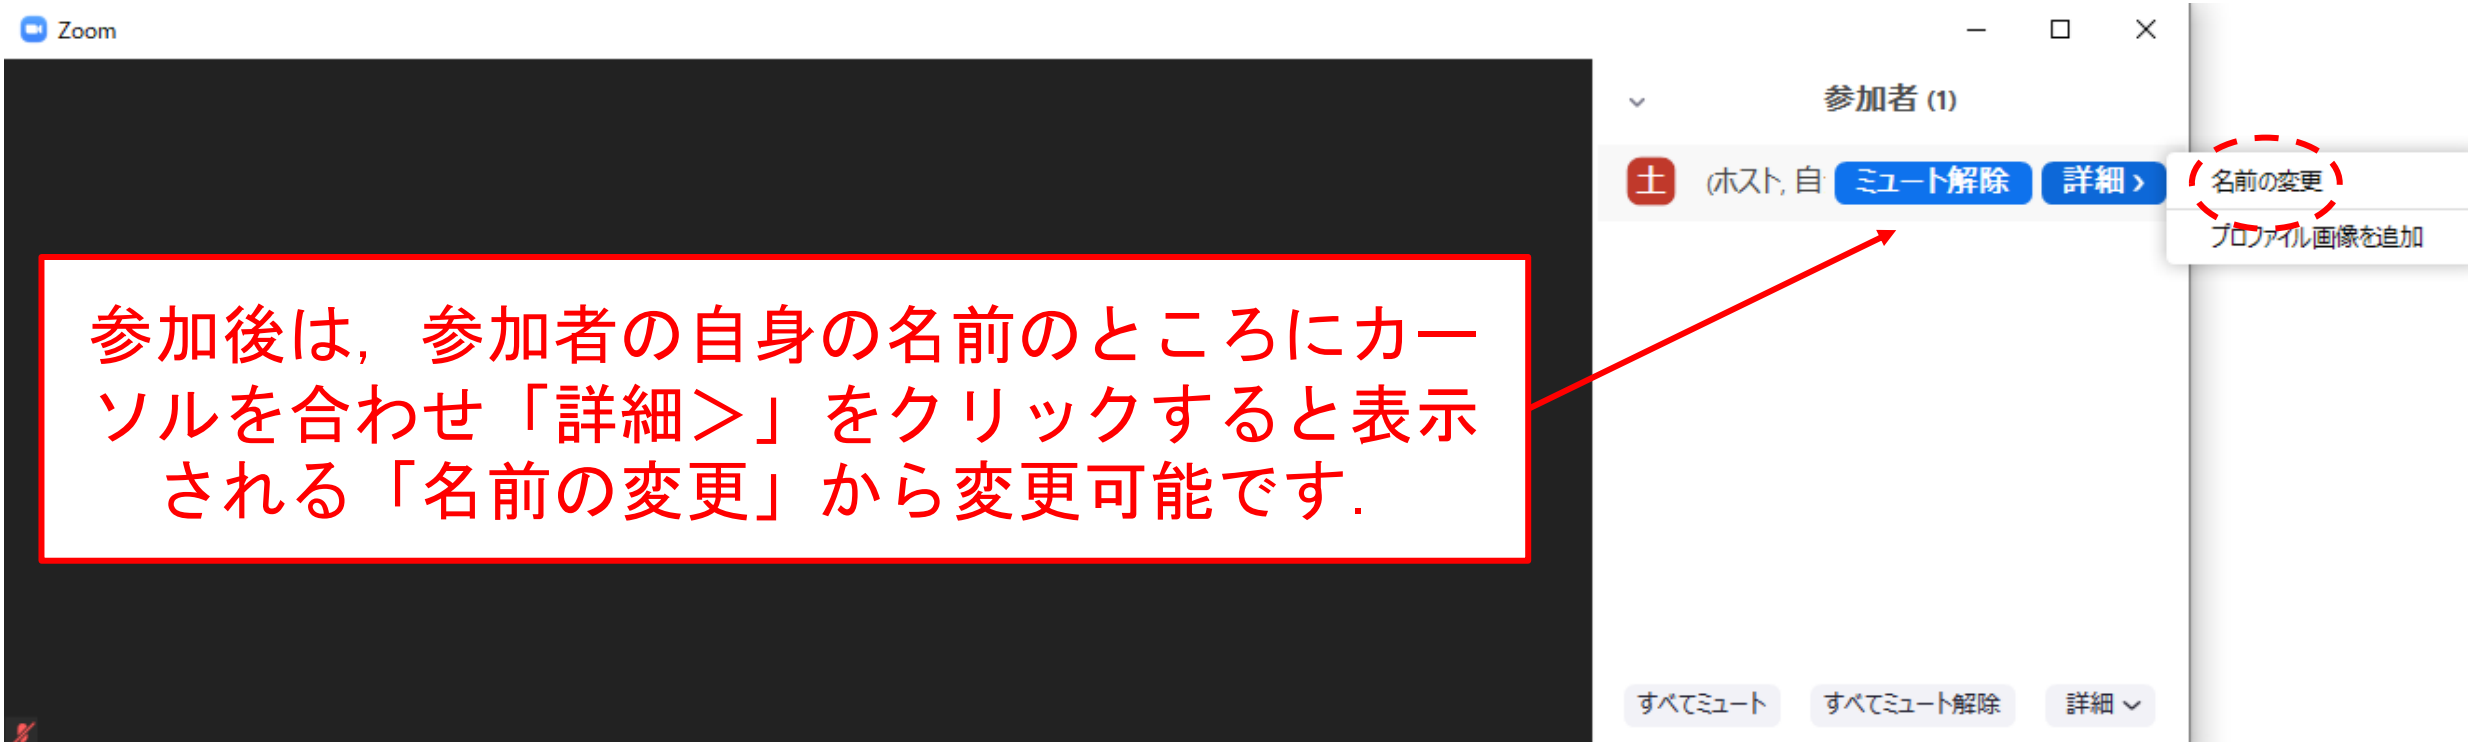 Zoom
参加者 (1)
土 (ホスト, 自 ミュート解除 詳細 >
名前の変更
プロファイル画像を追加
参加後は，参加者の自身の名前のところにカー
ソルを合わせ「詳細＞」をクリックすると表示
される「名前の変更」から変更可能です．
すべてミュート すべてミュート解除 詳細